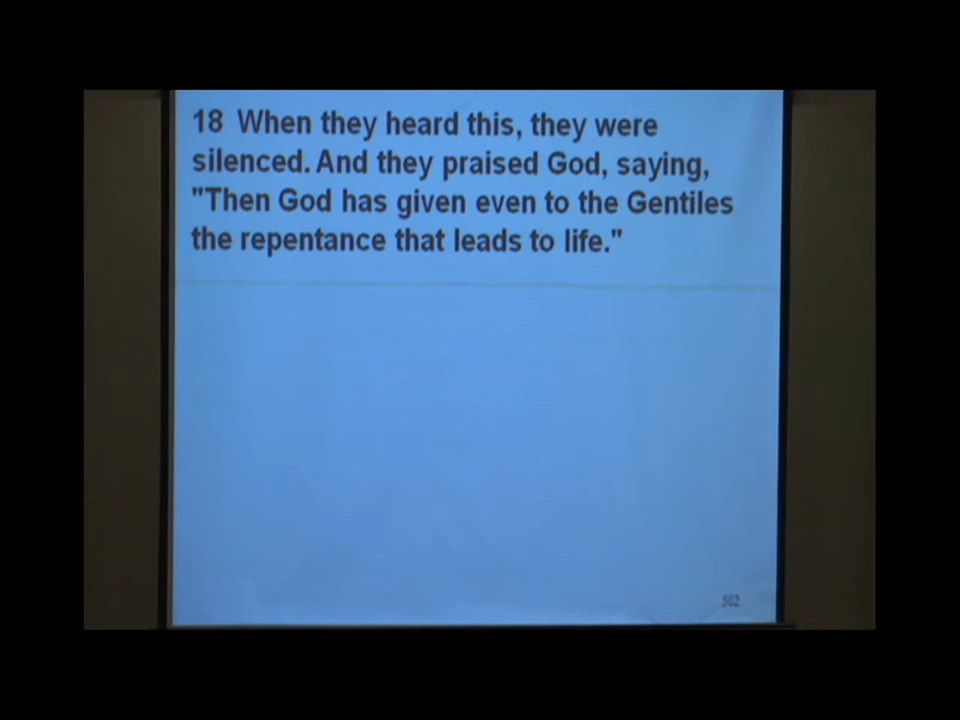 18 When they heard this, they were
silenced. And they praised God, saying,
"Then God has given even to the Gentiles
the repentance that leads to life."
502